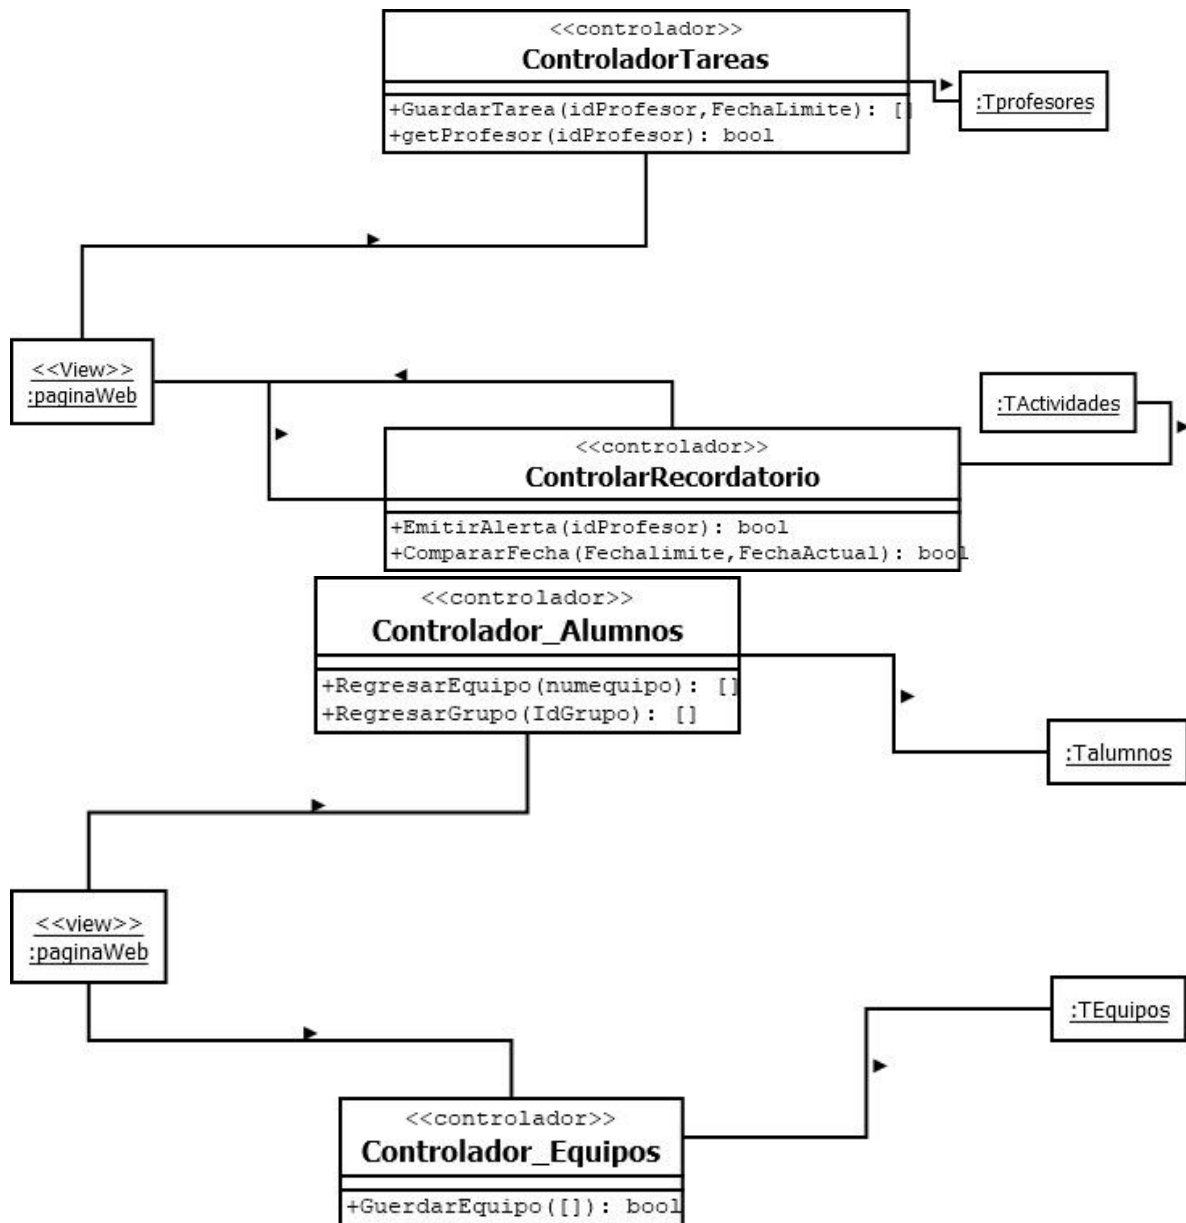 <<controlador>>
ControladorTareas
+GuardarTarea(idProfesor,FechaLimite): []
+getProfesor(idProfesor): bool
:Tprofesores
<<View>>
:paginaWeb
:TActividades
<<controlador>>
ControlarRecordatorio
+EmitirAlerta(idProfesor): bool
+CompararFecha(Fechalimite,FechaActual): bool
<<controlador>>
Controlador_Alumnos
+RegresarEquipo(numequipo): []
+RegresarGrupo(IdGrupo): []
:Talumnos
<<view>>
:paginaWeb
:TEquipos
<<controlador>>
Controlador_Equipos
+GuerdarEquipo([]): bool